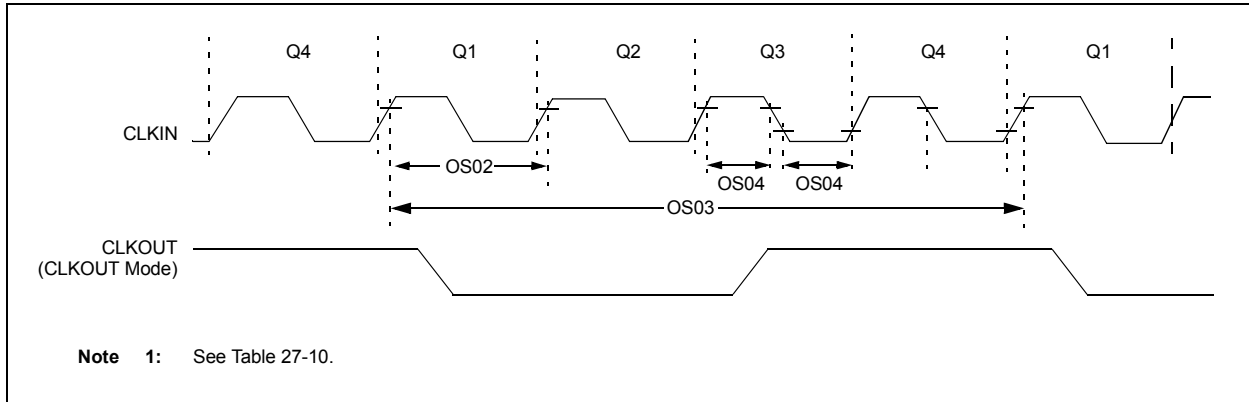 Q4 Q1 Q2 Q3 Q4 Q1
CLKIN
OS02
OS04 OS04
OS03
CLKOUT
(CLKOUT Mode)
Note 1: See Table 27-10.